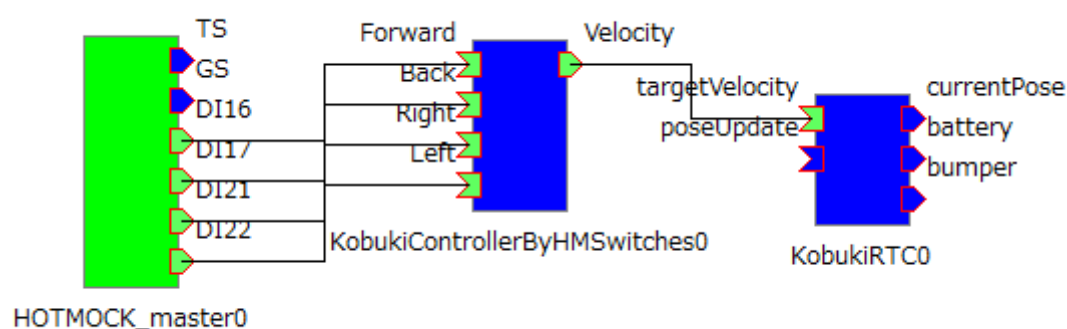 TS
GS
DI16
DI17
DI21
DI22
HOTMOCK_master0
Forward
Back
Right
Left
Velocity
KobukiControllerByHMSwitches0
targetVelocity
poseUpdate
currentPose
battery
bumper
KobukiRTC0